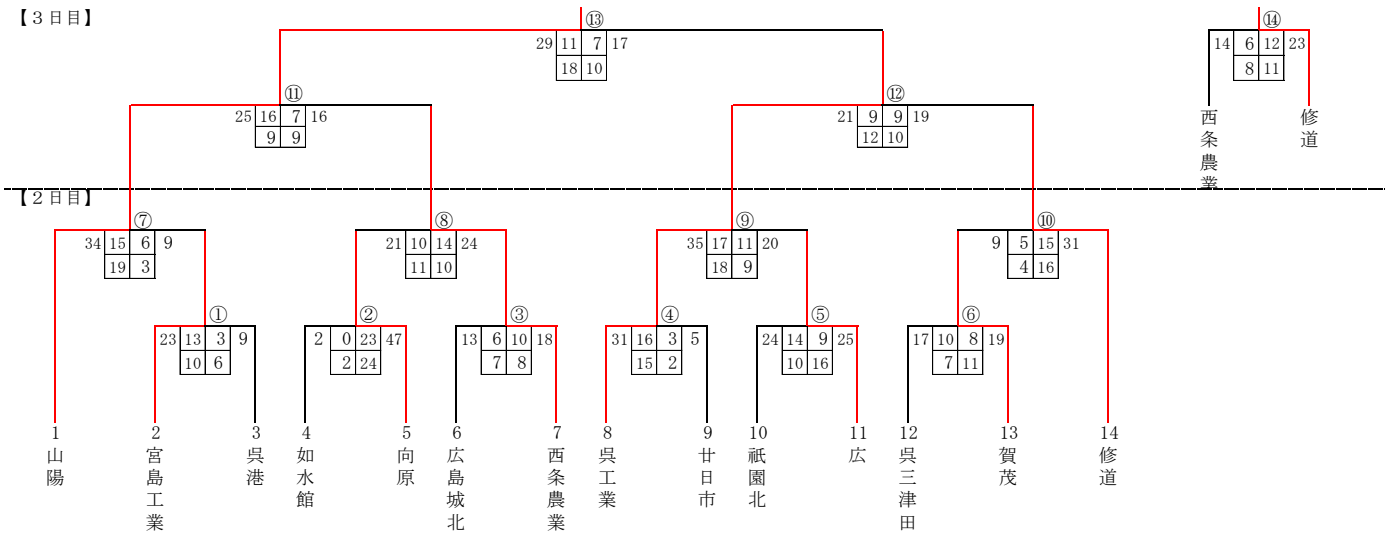 【3日目】
⑬
29 11 7 17
18 10
⑭
14 6 12 23
8 11
西条農業
修道
⑪
25 16 7 16
9 9
⑫
21 9 9 19
12 10
【2日目】
⑦
34 15 6 9
19 3
⑧
21 10 14 24
11 10
⑨
35 17 11 20
18 9
⑩
9 5 15 31
4 16
①
23 13 3 9
10 6
②
2 0 23 47
2 24
③
13 6 10 18
7 8
④
31 16 3 5
15 2
⑤
24 14 9 25
10 16
⑥
17 10 8 19
7 11
1
山陽
2
宮島工業
3
呉港
4
如水館
5
向原
6
広島城北
7
西条農業
8
呉工業
9
廿日市
10
祇園北
11
広
12
呉三津田
13
賀茂
14
修道